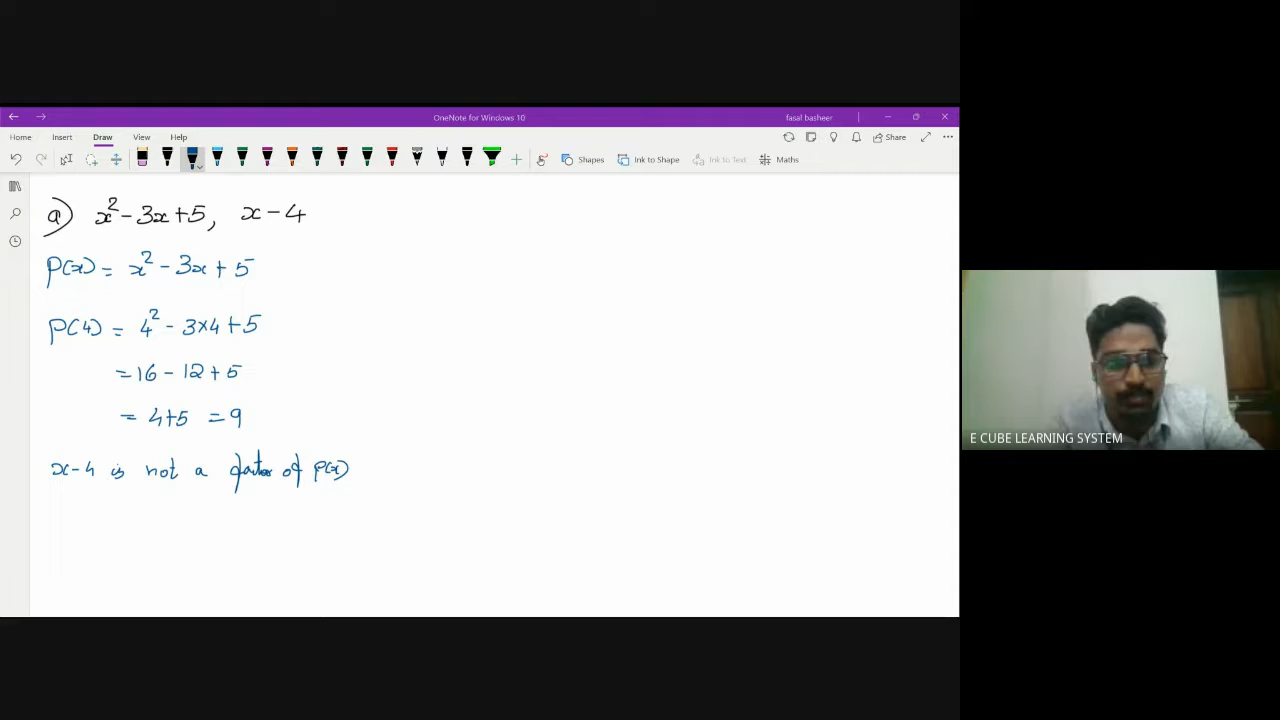 OneNote for Windows 10
fasal basheer
Home Insert Draw View Help
Share
Shapes Ink to Shape Ink to Text Maths
a) x² - 3x + 5, x - 4
P(x) = x² - 3x + 5
P(4) = 4² - 3×4 + 5
= 16 - 12 + 5
= 4+5 = 9
x-4 is not a factor of P(x)
E CUBE LEARNING SYSTEM